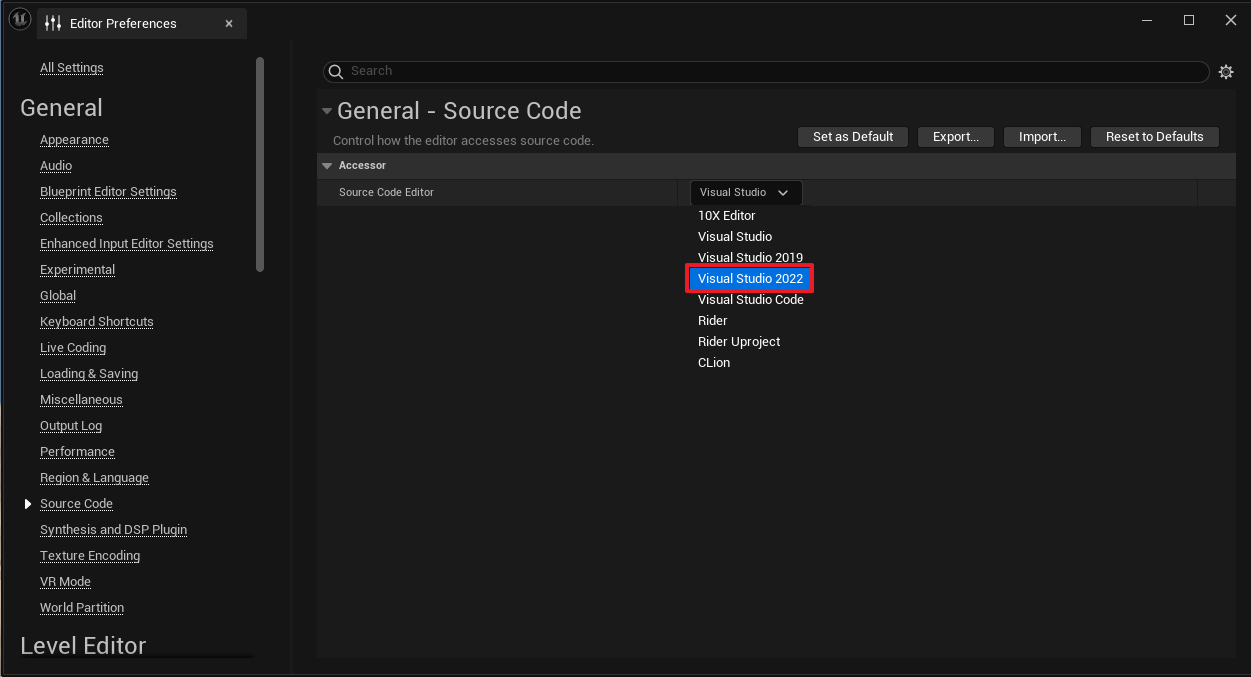 Editor Preferences
All Settings
General
Appearance
Audio
Blueprint Editor Settings
Collections
Enhanced Input Editor Settings
Experimental
Global
Keyboard Shortcuts
Live Coding
Loading & Saving
Miscellaneous
Output Log
Performance
Region & Language
Source Code
Synthesis and DSP Plugin
Texture Encoding
VR Mode
World Partition
Level Editor
Search
General - Source Code
Control how the editor accesses source code.
Set as Default
Export...
Import...
Reset to Defaults
Accessor
Source Code Editor
Visual Studio
10X Editor
Visual Studio
Visual Studio 2019
Visual Studio 2022
Visual Studio Code
Rider
Rider Uproject
CLion